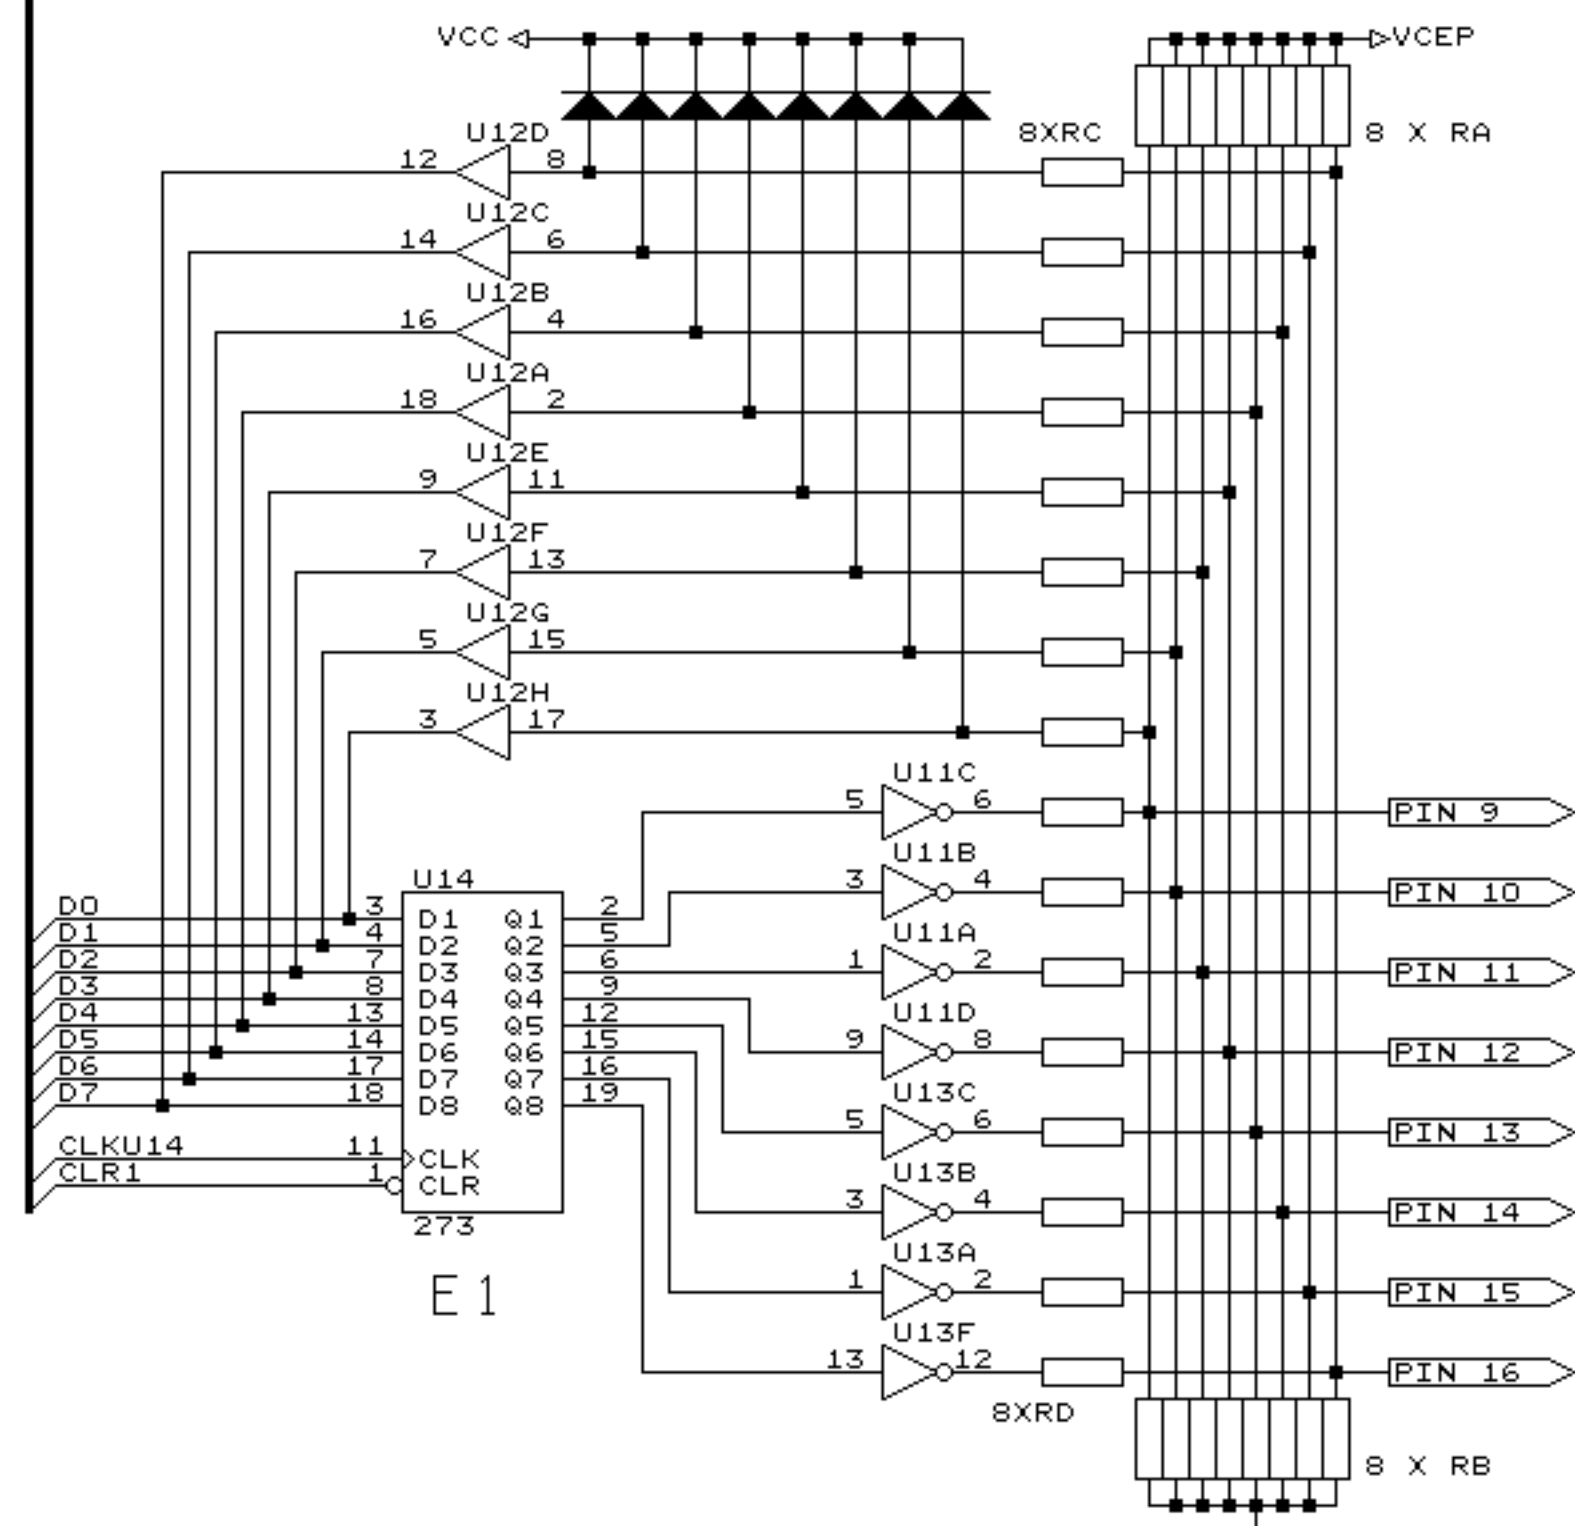 VCC VCEP
U12D 8XRC 8 X RA
12 8
U12C
14 6
U12B
16 4
U12A
18 2
U12E
9 11
U12F
7 13
U12G
5 15
U12H
3 17
U11C
5 6 PIN 9
U14 U11B
3 4 PIN 10
D0 3 D1 Q1 2
D1 4 D2 Q2 5 U11A
D2 7 D3 Q3 6 1 2 PIN 11
D3 8 D4 Q4 9
D4 13 D5 Q5 12 U11D
D5 14 D6 Q6 15 9 8 PIN 12
D6 17 D7 Q7 16
D7 18 D8 Q8 19 U13C
5 6 PIN 13
CLKU14 11 CLK
CLR1 1 CLR U13B
273 3 4 PIN 14
E1 U13A
1 2 PIN 15
U13F
13 12 PIN 16
8XRD
8 X RB